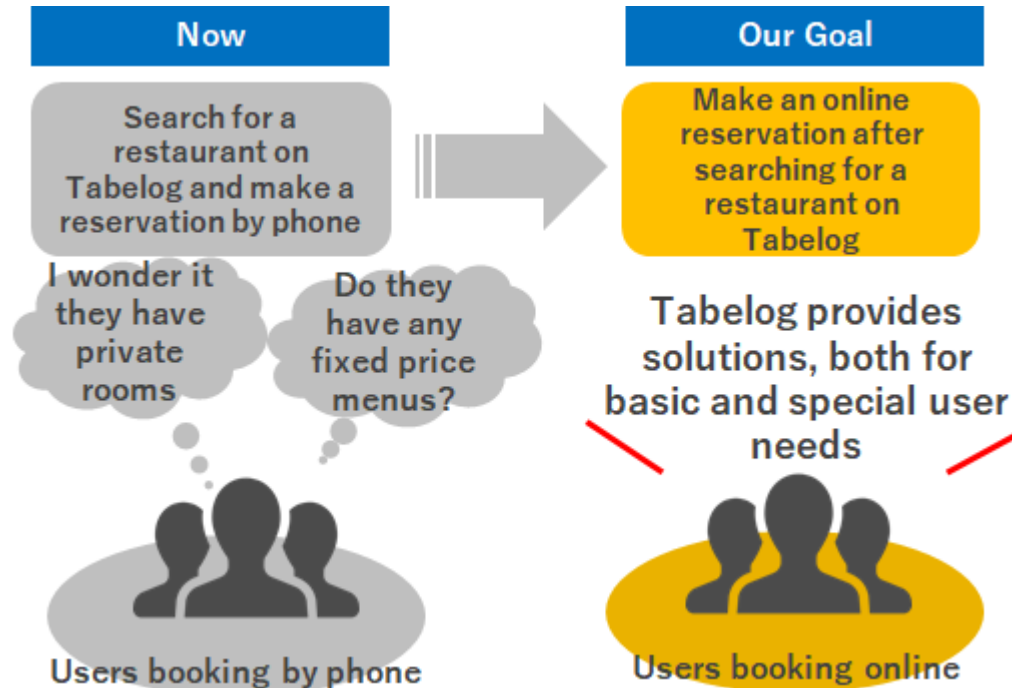 Now
Search for a
restaurant on
Tabelog and make a
reservation by phone
I wonder it
they have
private
rooms
Do they
have any
fixed price
menus?
Users booking by phone
Our Goal
Make an online
reservation after
searching for a
restaurant on
Tabelog
Tabelog provides
solutions, both for
basic and special user
needs
Users booking online